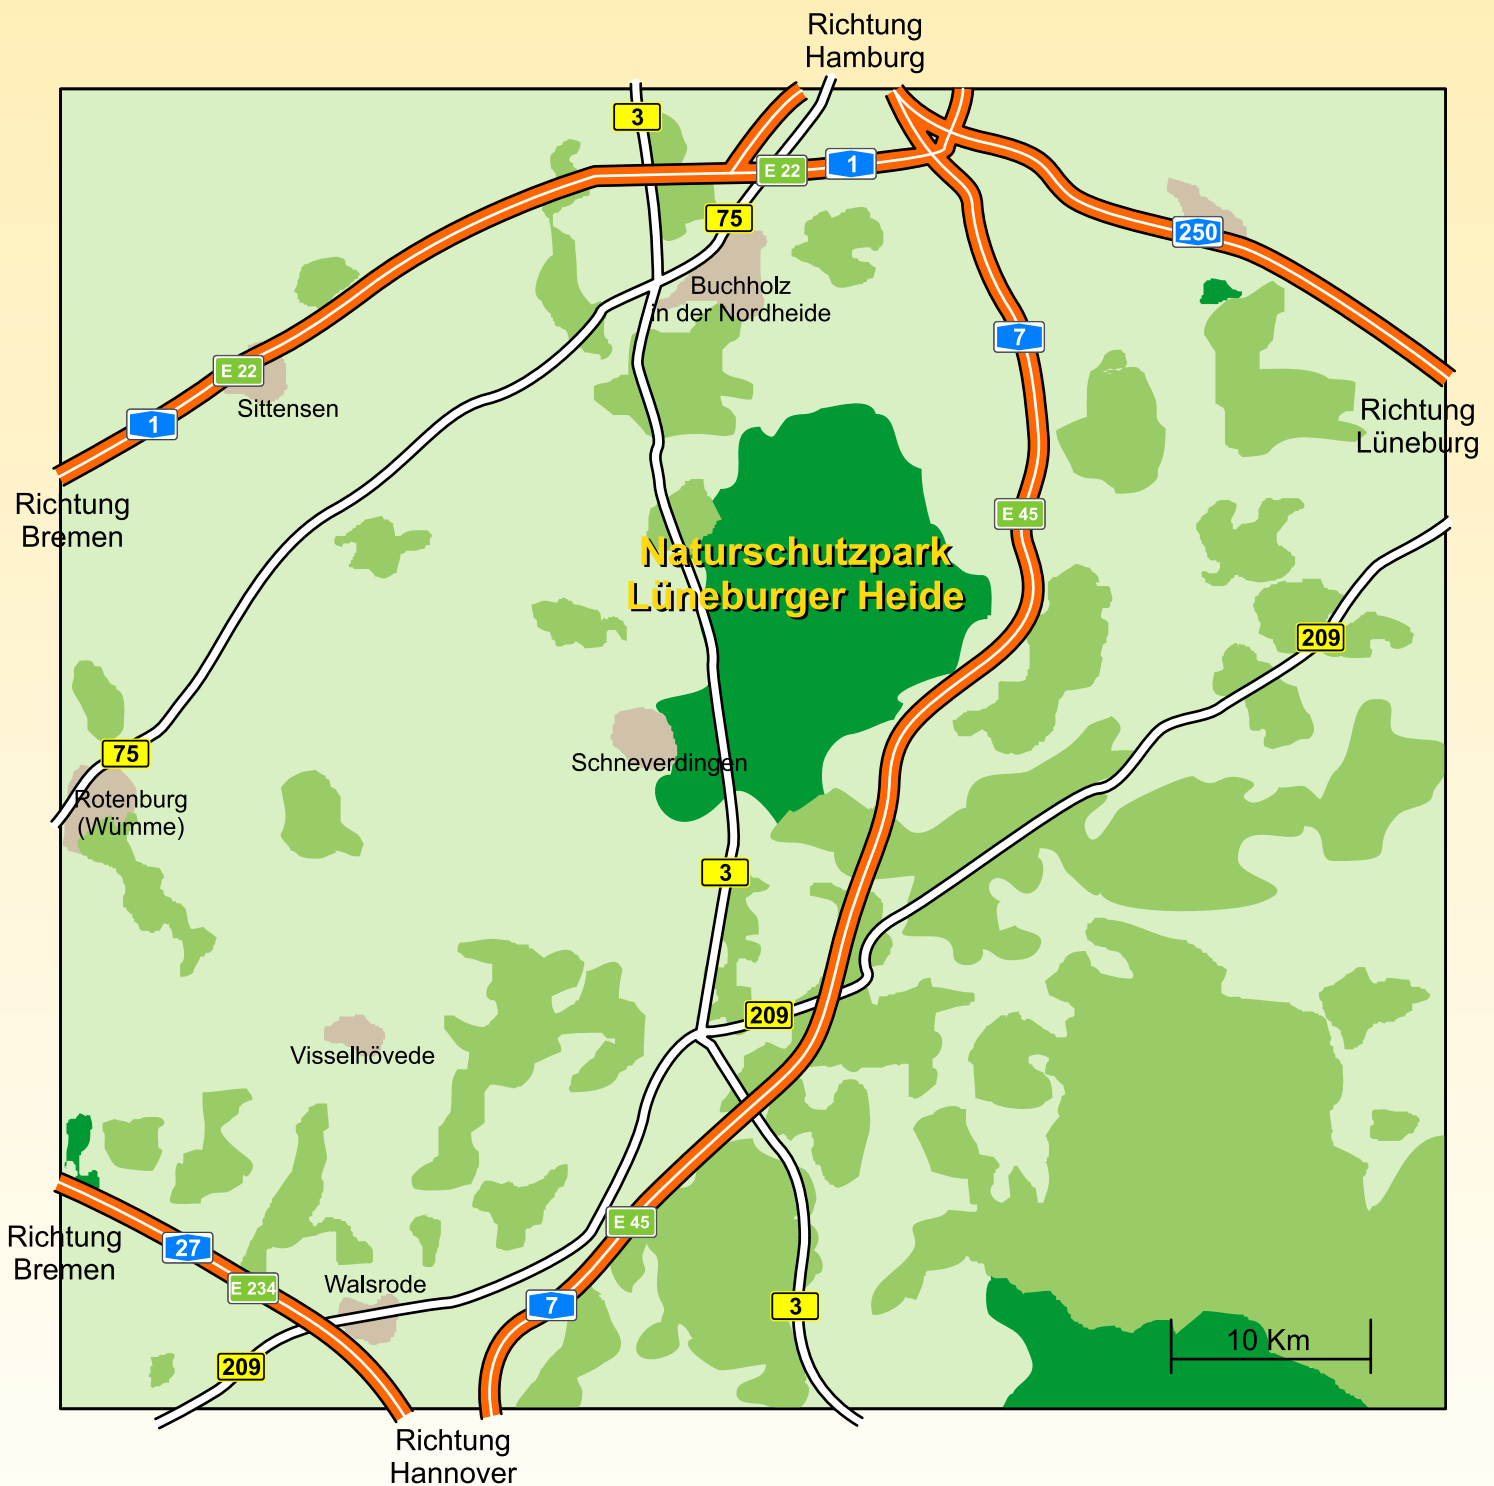 Richtung
Hamburg
3
E 22
1
75
250
Buchholz
in der Nordheide
7
E 22
Sittensen
1
Richtung
Lüneburg
Richtung
Bremen
E 45
Naturschutzpark
Lüneburger Heide
209
75
Schneverdingen
Rotenburg
(Wümme)
3
209
Visselhövede
E 45
Richtung
Bremen
27
E 234
Walsrode
7
3
10 Km
209
Richtung
Hannover